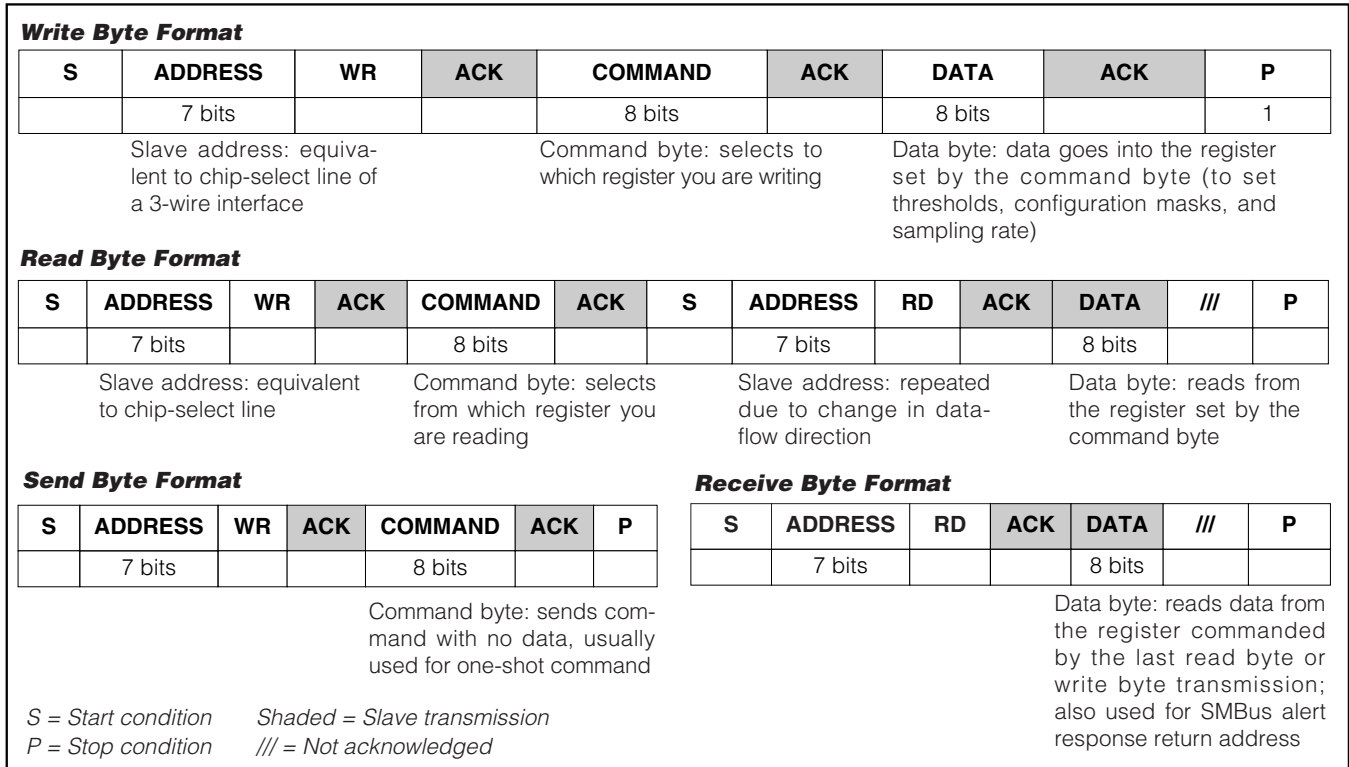 Write Byte Format
S ADDRESS WR ACK COMMAND ACK DATA ACK P
7 bits 8 bits 8 bits 1
Slave address: equiva-
lent to chip-select line of
a 3-wire interface
Command byte: selects to
which register you are writing
Data byte: data goes into the register
set by the command byte (to set
thresholds, configuration masks, and
sampling rate)
Read Byte Format
S ADDRESS WR ACK COMMAND ACK S ADDRESS RD ACK DATA /// P
7 bits 8 bits 7 bits 8 bits
Slave address: equivalent
to chip-select line
Command byte: selects
from which register you
are reading
Slave address: repeated
due to change in data-
flow direction
Data byte: reads from
the register set by the
command byte
Send Byte Format
S ADDRESS WR ACK COMMAND ACK P
7 bits 8 bits
Command byte: sends com-
mand with no data, usually
used for one-shot command
Receive Byte Format
S ADDRESS RD ACK DATA /// P
7 bits 8 bits
Data byte: reads data from
the register commanded
by the last read byte or
write byte transmission;
also used for SMBus alert
response return address
S = Start condition Shaded = Slave transmission
P = Stop condition /// = Not acknowledged